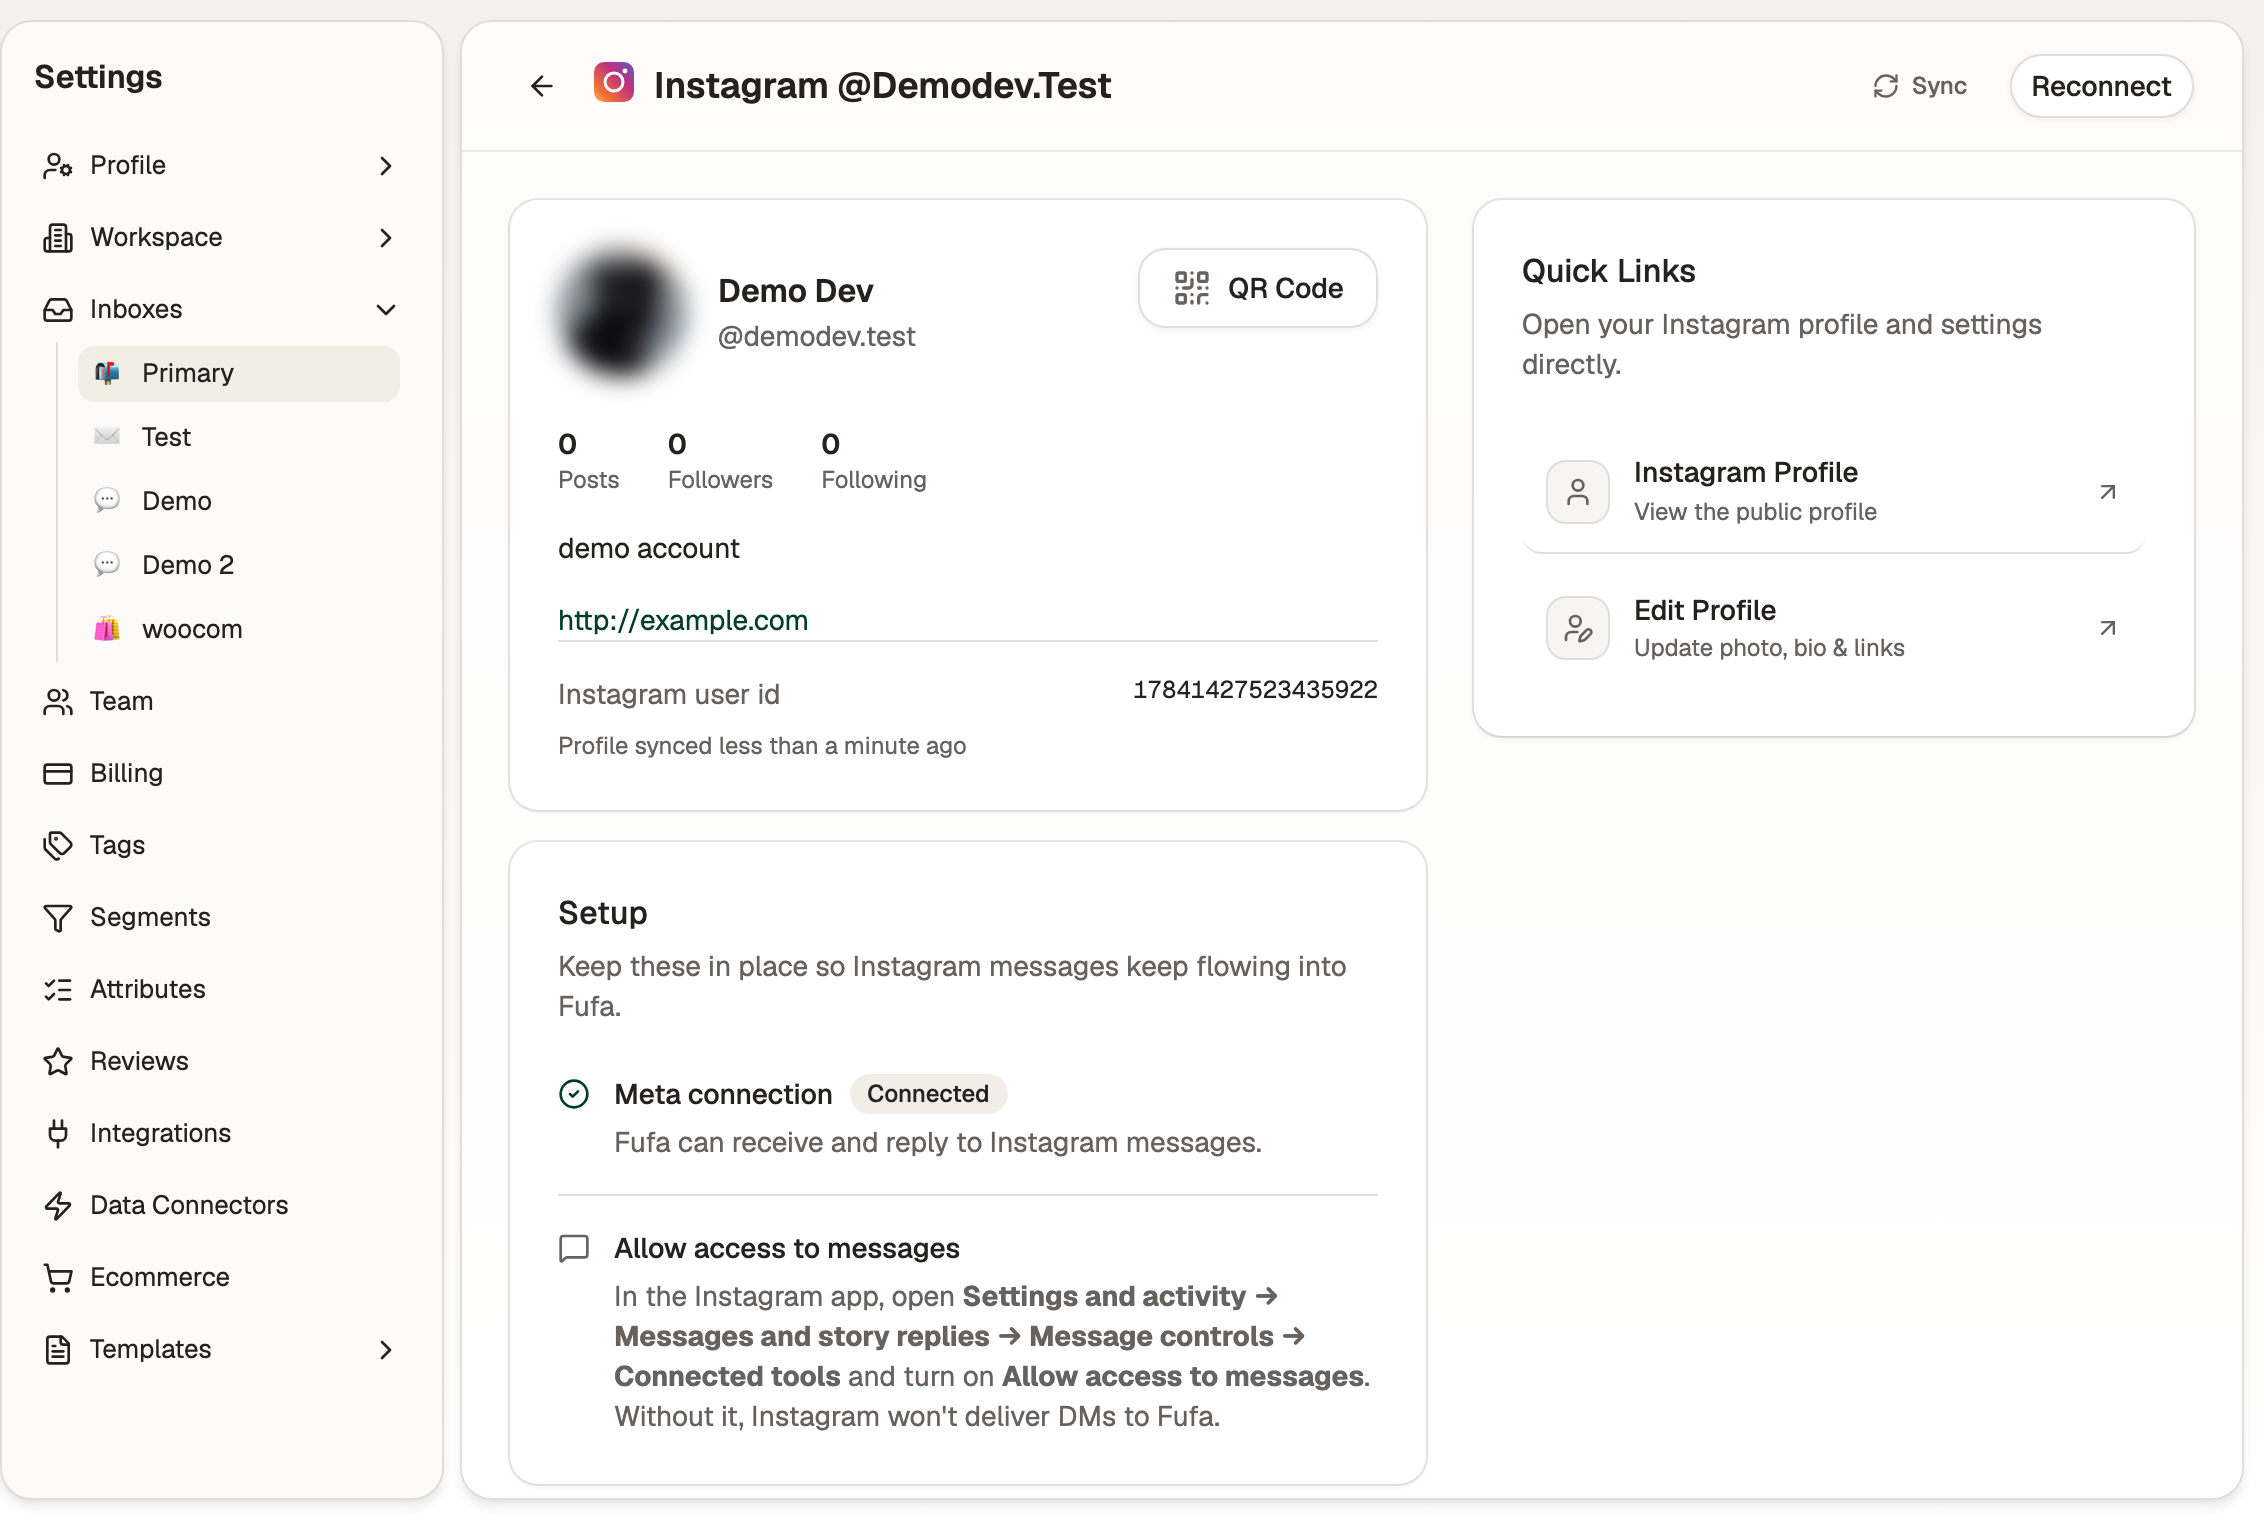 Settings
Profile
Workspace
Inboxes
Primary
Test
Demo
Demo 2
woocom
Team
Billing
Tags
Segments
Attributes
Reviews
Integrations
Data Connectors
Ecommerce
Templates
Instagram @Demodev.Test
Sync
Reconnect
Demo Dev
@demodev.test
QR Code
0
Posts
0
Followers
0
Following
demo account
http://example.com
Instagram user id
17841427523435922
Profile synced less than a minute ago
Setup
Keep these in place so Instagram messages keep flowing into
Fufa.
Meta connection
Connected
Fufa can receive and reply to Instagram messages.
Allow access to messages
In the Instagram app, open Settings and activity →
Messages and story replies → Message controls →
Connected tools and turn on Allow access to messages.
Without it, Instagram won't deliver DMs to Fufa.
Quick Links
Open your Instagram profile and settings
directly.
Instagram Profile
View the public profile
Edit Profile
Update photo, bio & links